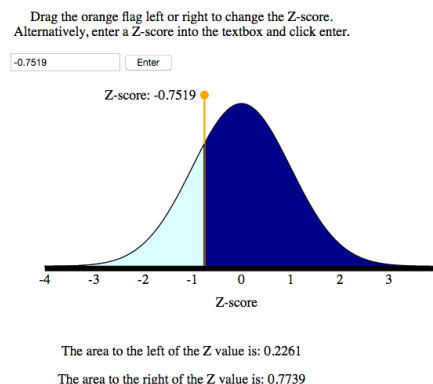 Drag the orange flag left or right to change the Z-score.
Alternatively, enter a Z-score into the textbox and click enter.
-0.7519 Enter
Z-score: -0.7519
-4 -3 -2 -1 0 1 2 3
Z-score
The area to the left of the Z value is: 0.2261
The area to the right of the Z value is: 0.7739